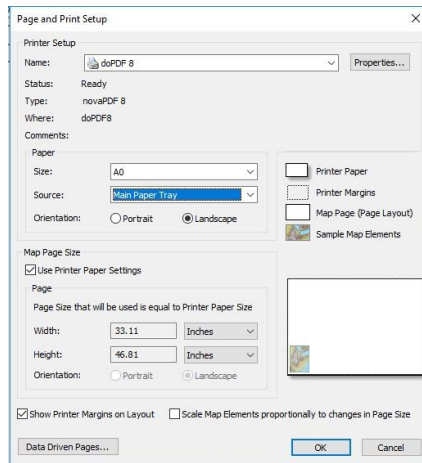 Page and Print Setup
Printer Setup
Name: doPDF 8 Properties...
Status: Ready
Type: novaPDF 8
Where: doPDF8
Comments:
Paper
Size: A0
Source: Main Paper Tray
Orientation: Portrait Landscape
Printer Paper
Printer Margins
Map Page (Page Layout)
Sample Map Elements
Map Page Size
Use Printer Paper Settings
Page
Page Size that will be used is equal to Printer Paper Size
Width: 33.11 Inches
Height: 46.81 Inches
Orientation: Portrait Landscape
Show Printer Margins on Layout Scale Map Elements proportionally to changes in Page Size
Data Driven Pages... OK Cancel